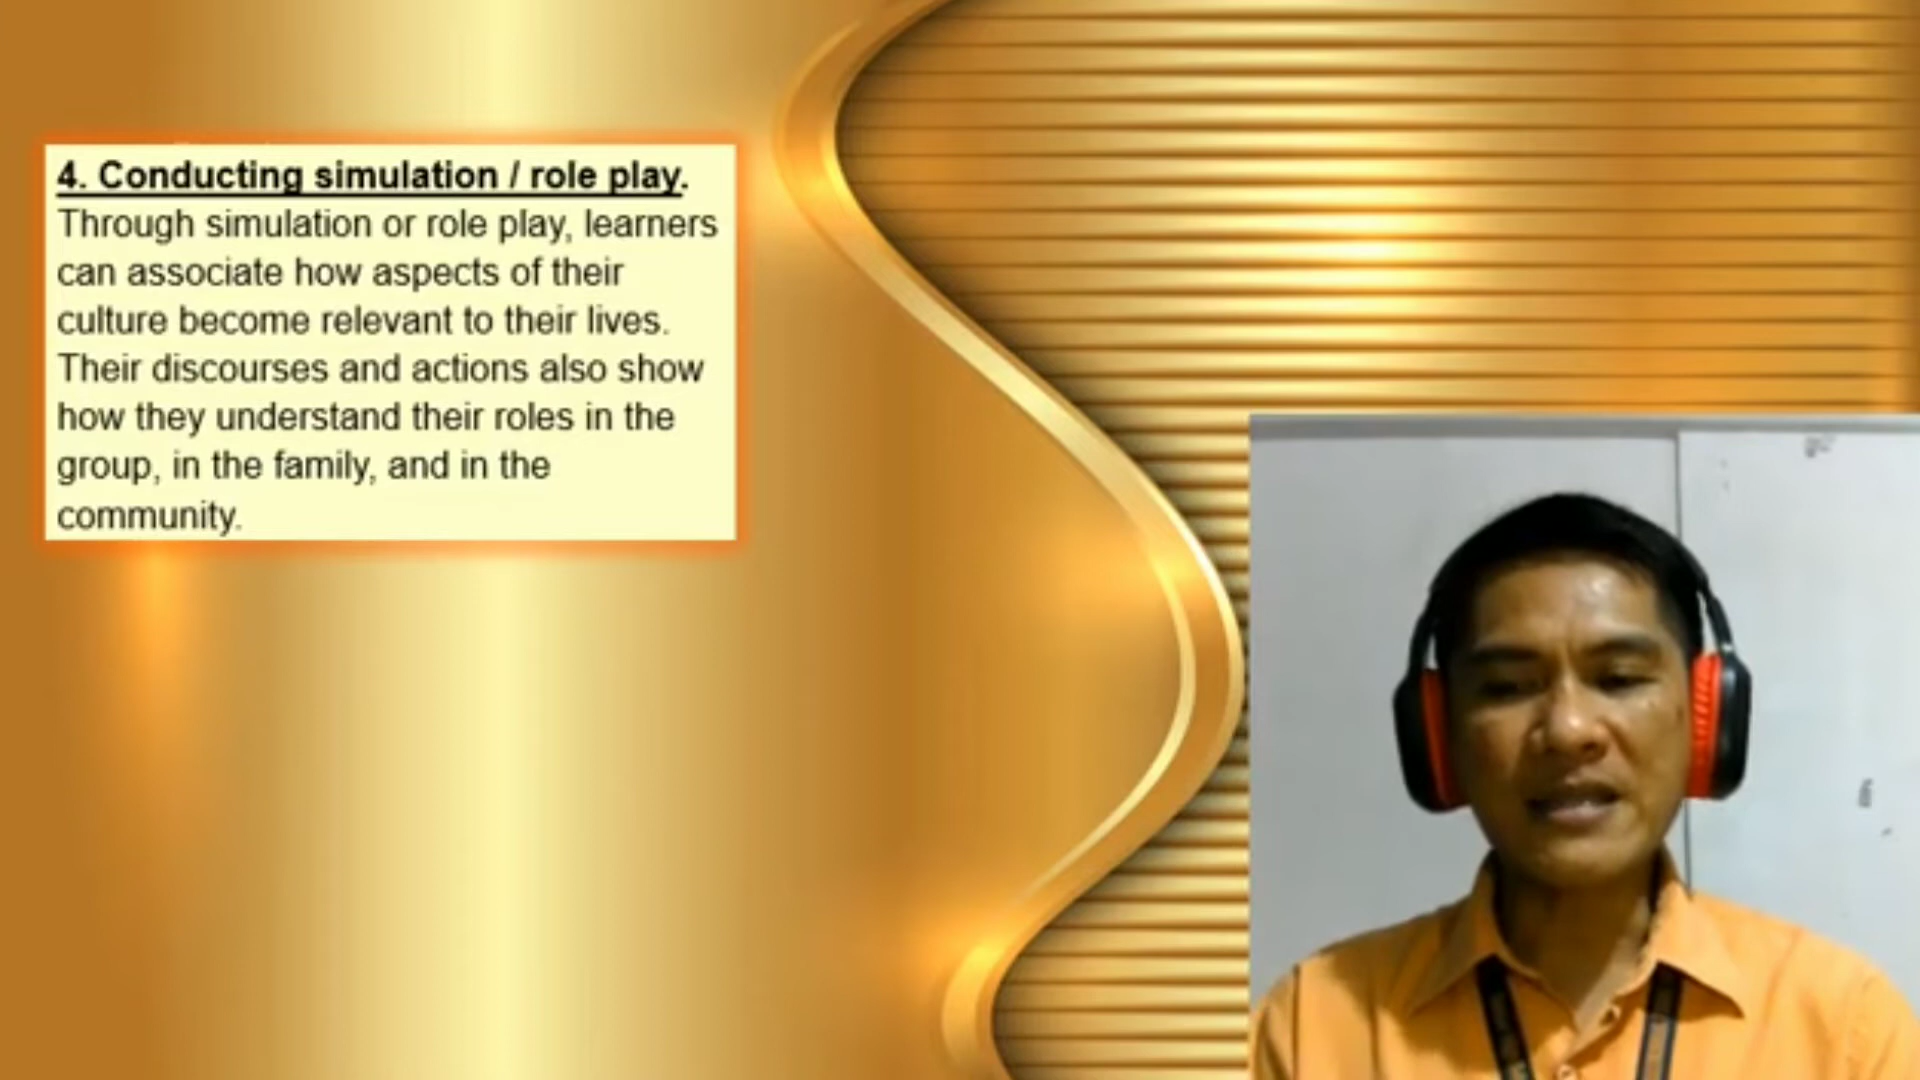 4. Conducting simulation / role play.
Through simulation or role play, learners
can associate how aspects of their
culture become relevant to their lives.
Their discourses and actions also show
how they understand their roles in the
group, in the family, and in the
community.